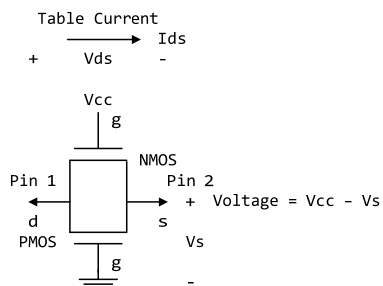 Table Current
Ids
+ Vds -
Vcc
g
NMOS
Pin 1 Pin 2
+ Voltage = Vcc – Vs
d s
PMOS Vs
g
-